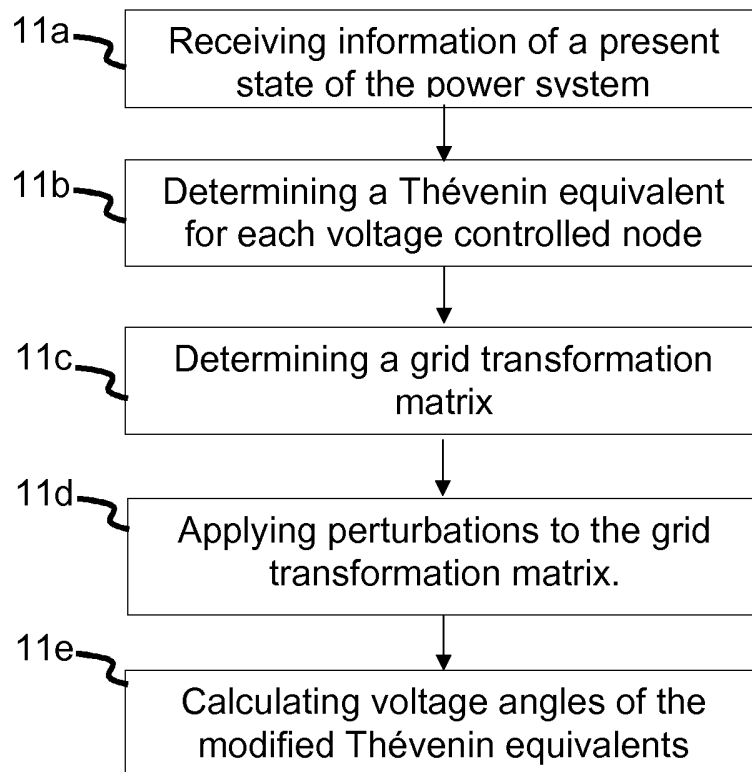 11a
Receiving information of a present
state of the power system
11b
Determining a Thévenin equivalent
for each voltage controlled node
11c
Determining a grid transformation
matrix
11d
Applying perturbations to the grid
transformation matrix.
11e
Calculating voltage angles of the
modified Thévenin equivalents